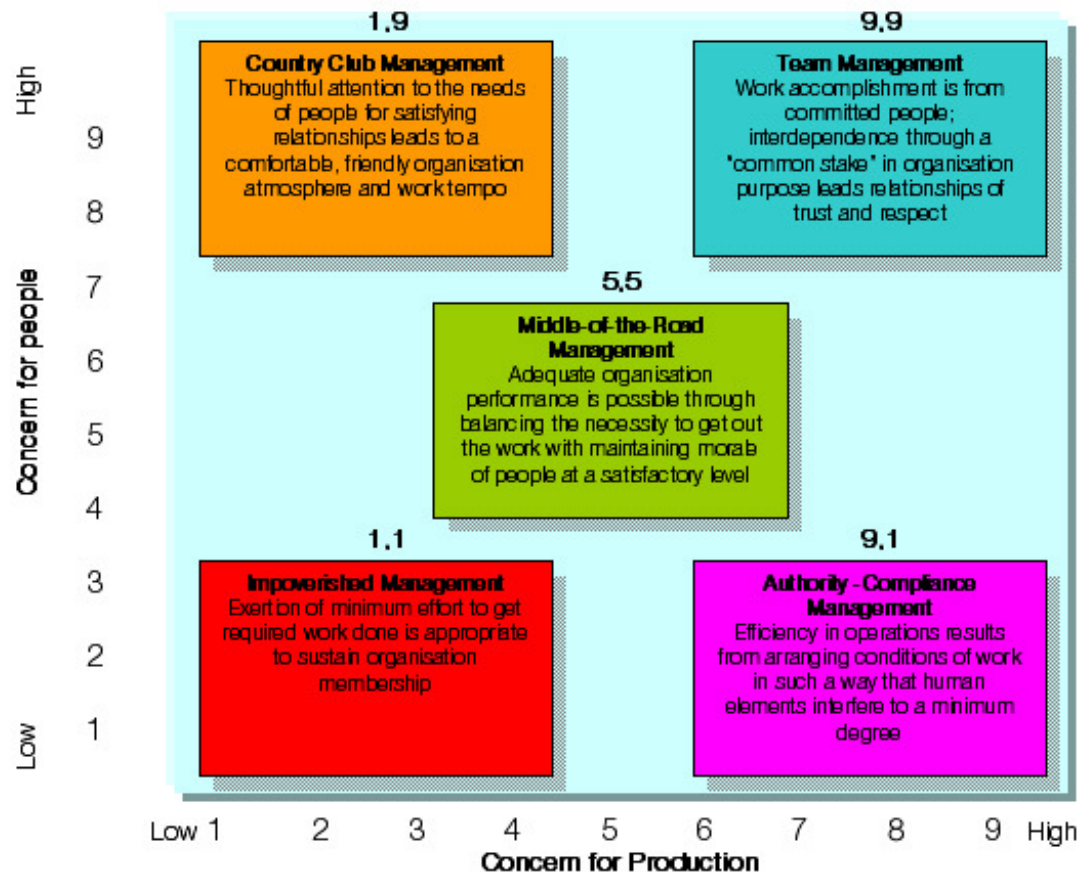 1,9
Country Club Management
Thoughtful attention to the needs
of people for satisfying
relationships leads to a
comfortable, friendly organisation
atmosphere and work tempo
9,9
Team Management
Work accomplishment is from
committed people;
interdependence through a
"common stake" in organisation
purpose leads relationships of
trust and respect
5,5
Middle-of-the-Road
Management
Adequate organisation
performance is possible through
balancing the necessity to get out
the work with maintaining morale
of people at a satisfactory level
1,1
Impoverished Management
Exertion of minimum effort to get
required work done is appropriate
to sustain organisation
membership
9,1
Authority - Compliance
Management
Efficiency in operations results
from arranging conditions of work
in such a way that human
elements interfere to a minimum
degree
High
Concern for people
Low
9
8
7
6
5
4
3
2
1
Low 1 2 3 4 5 6 7 8 9 High
Concern for Production